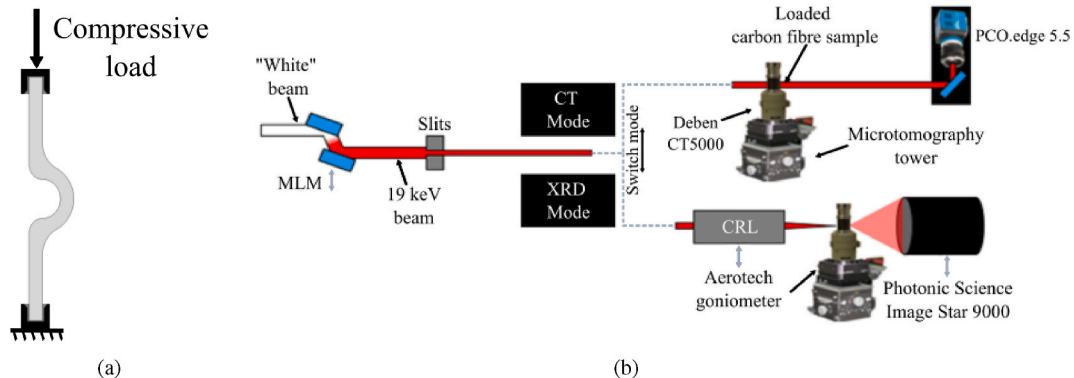 Compressive
load
(a)
"White"
beam
MLM
19 keV
beam
Slits
CT
Mode
XRD
Mode
Switch mode
Loaded
carbon fibre sample
PCO.edge 5.5
Deben
CT5000
Microtomography
tower
CRL
Aerotech
goniometer
Photonic Science
Image Star 9000
(b)